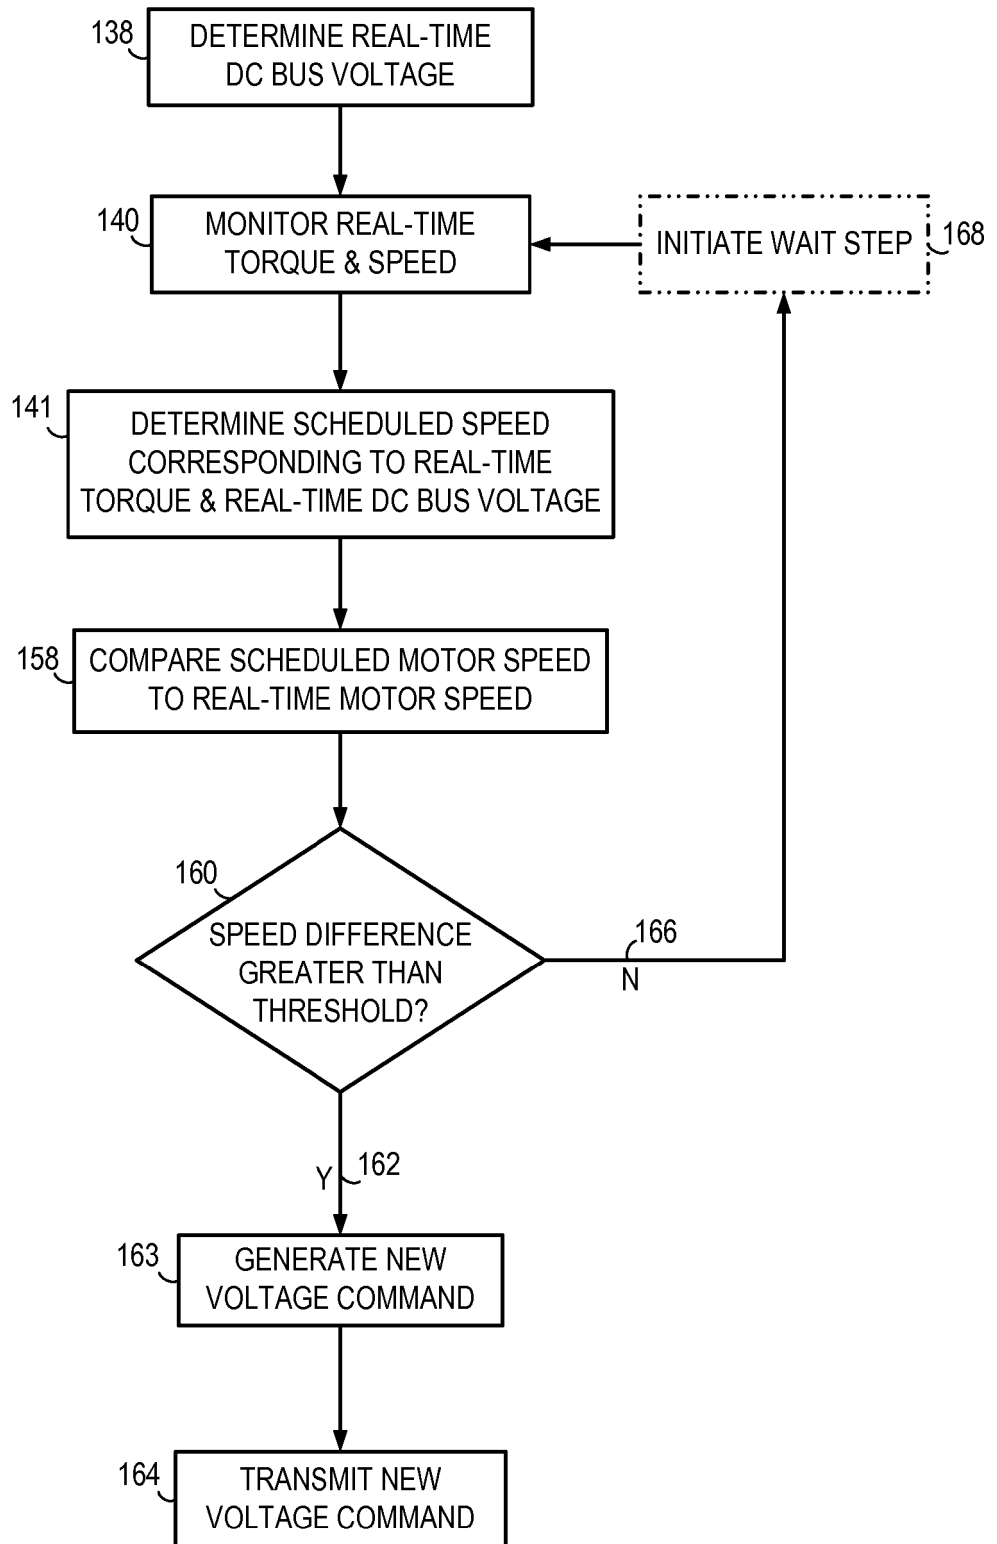 138
DETERMINE REAL-TIME
DC BUS VOLTAGE
140
MONITOR REAL-TIME
TORQUE & SPEED
INITIATE WAIT STEP
168
141
DETERMINE SCHEDULED SPEED
CORRESPONDING TO REAL-TIME
TORQUE & REAL-TIME DC BUS VOLTAGE
158
COMPARE SCHEDULED MOTOR SPEED
TO REAL-TIME MOTOR SPEED
160
SPEED DIFFERENCE
GREATER THAN
THRESHOLD?
166
N
Y
162
163
GENERATE NEW
VOLTAGE COMMAND
164
TRANSMIT NEW
VOLTAGE COMMAND